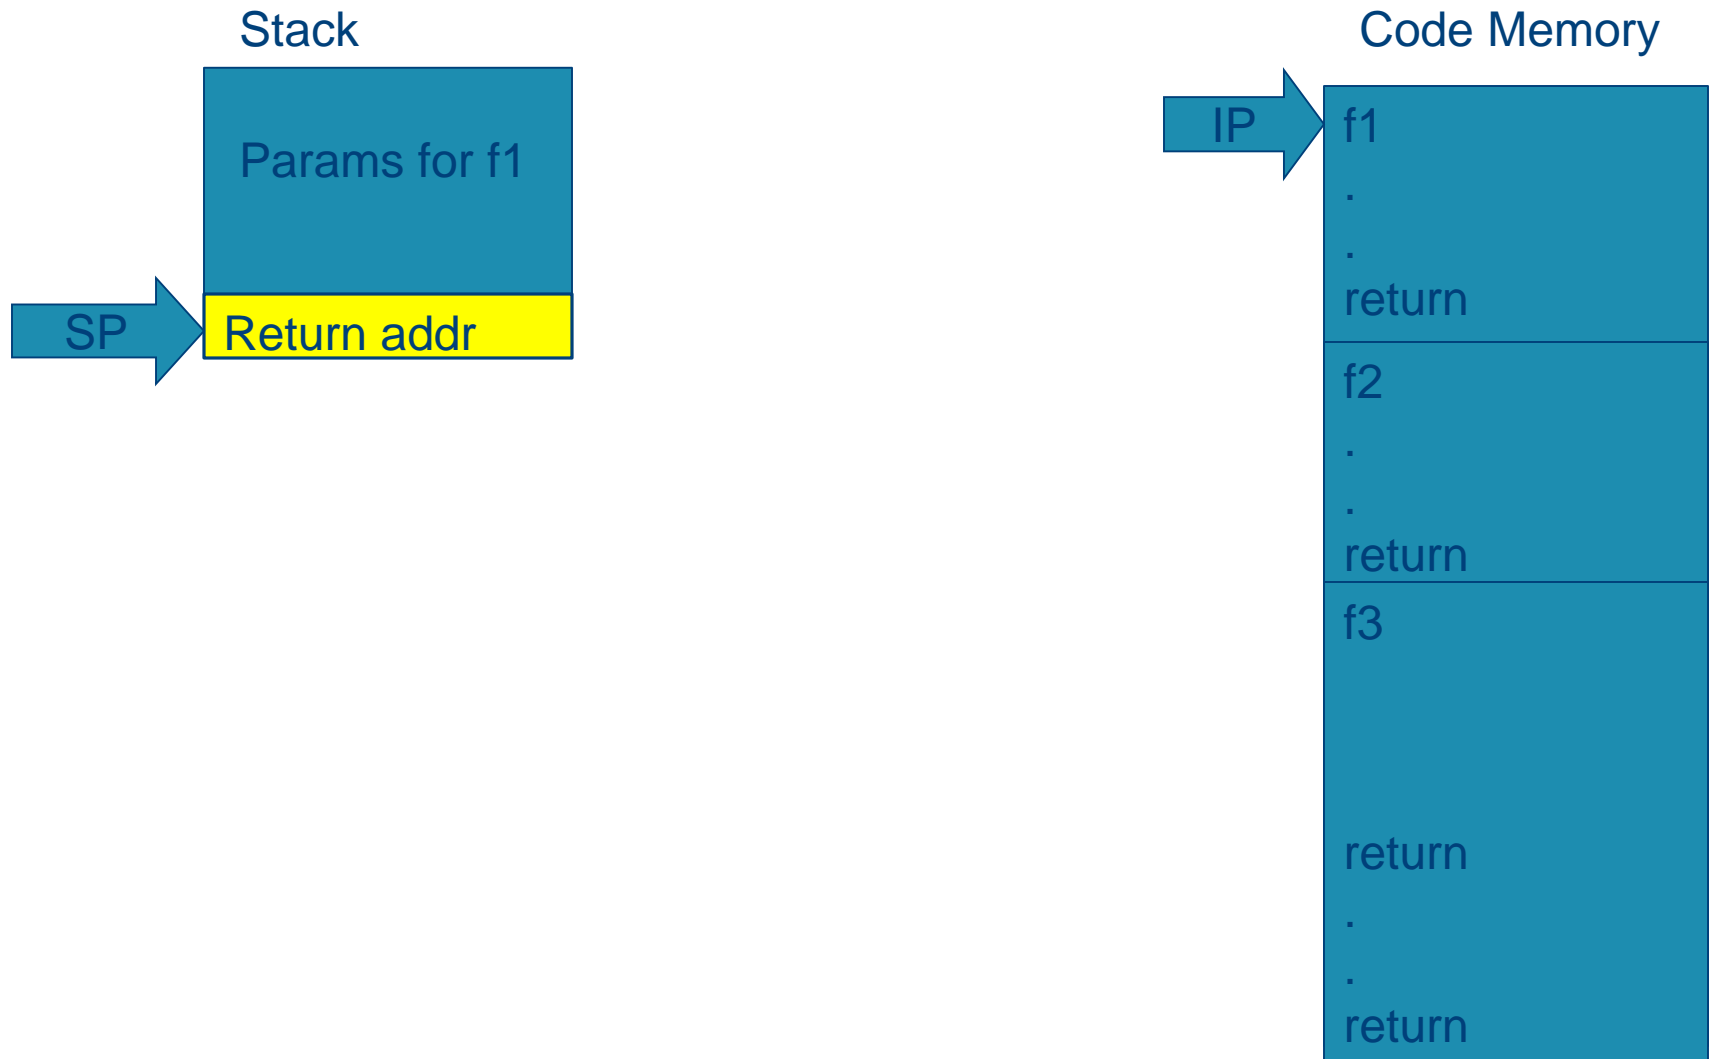 Stack
Params for f1
SP
Return addr
Code Memory
IP
f1
.
.
return
f2
.
.
return
f3
return
.
.
return